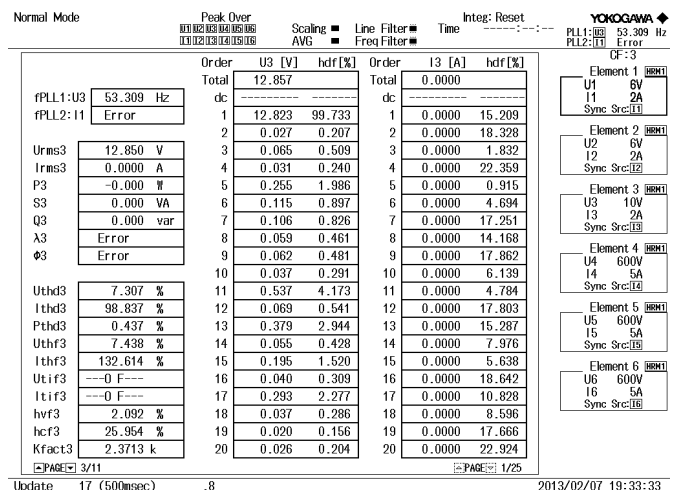 Normal Mode
Peak Over
U1 U2 U3 U4 U5 U6
I1 I2 I3 I4 I5 I6
Scaling
AVG
Line Filter
Freq Filter
Time
Integ: Reset
-----:--:--
YOKOGAWA
PLL1: U3 53.309 Hz
PLL2: I1 Error
CF:3
Order U3 [V] hdf[%] Order I3 [A] hdf[%]
Total 12.857 Total 0.0000
fPLL1:U3 53.309 Hz dc -------- -------- dc -------- --------
fPLL2:I1 Error 1 12.823 99.733 1 0.0000 15.209
2 0.027 0.207 2 0.0000 18.328
Urms3 12.850 V 3 0.065 0.509 3 0.0000 1.832
Irms3 0.0000 A 4 0.031 0.240 4 0.0000 22.359
P3 -0.000 W 5 0.255 1.986 5 0.0000 0.915
S3 0.000 VA 6 0.115 0.897 6 0.0000 4.694
Q3 0.000 var 7 0.106 0.826 7 0.0000 17.251
λ3 Error 8 0.059 0.461 8 0.0000 14.168
Φ3 Error 9 0.062 0.481 9 0.0000 17.862
10 0.037 0.291 10 0.0000 6.139
Uthd3 7.307 % 11 0.537 4.173 11 0.0000 4.784
Ithd3 98.837 % 12 0.069 0.541 12 0.0000 17.803
Pthd3 0.437 % 13 0.379 2.944 13 0.0000 15.287
Uthf3 7.438 % 14 0.055 0.428 14 0.0000 7.976
Ithf3 132.614 % 15 0.195 1.520 15 0.0000 5.638
Utif3 ---O F--- 16 0.040 0.309 16 0.0000 18.642
Itif3 ---O F--- 17 0.293 2.277 17 0.0000 10.828
hvf3 2.092 % 18 0.037 0.286 18 0.0000 8.596
hcf3 25.954 % 19 0.020 0.156 19 0.0000 17.666
Kfact3 2.3713 k 20 0.026 0.204 20 0.0000 22.924
PAGE 3/11
PAGE 1/25
Element 1 HRM1
U1 6V
I1 2A
Sync Src:I1
Element 2 HRM1
U2 6V
I2 2A
Sync Src:I2
Element 3 HRM1
U3 10V
I3 2A
Sync Src:I3
Element 4 HRM1
U4 600V
I4 5A
Sync Src:I4
Element 5 HRM1
U5 600V
I5 5A
Sync Src:I5
Element 6 HRM1
U6 600V
I6 5A
Sync Src:I6
Update 17 (500msec) .8 2013/02/07 19:33:33